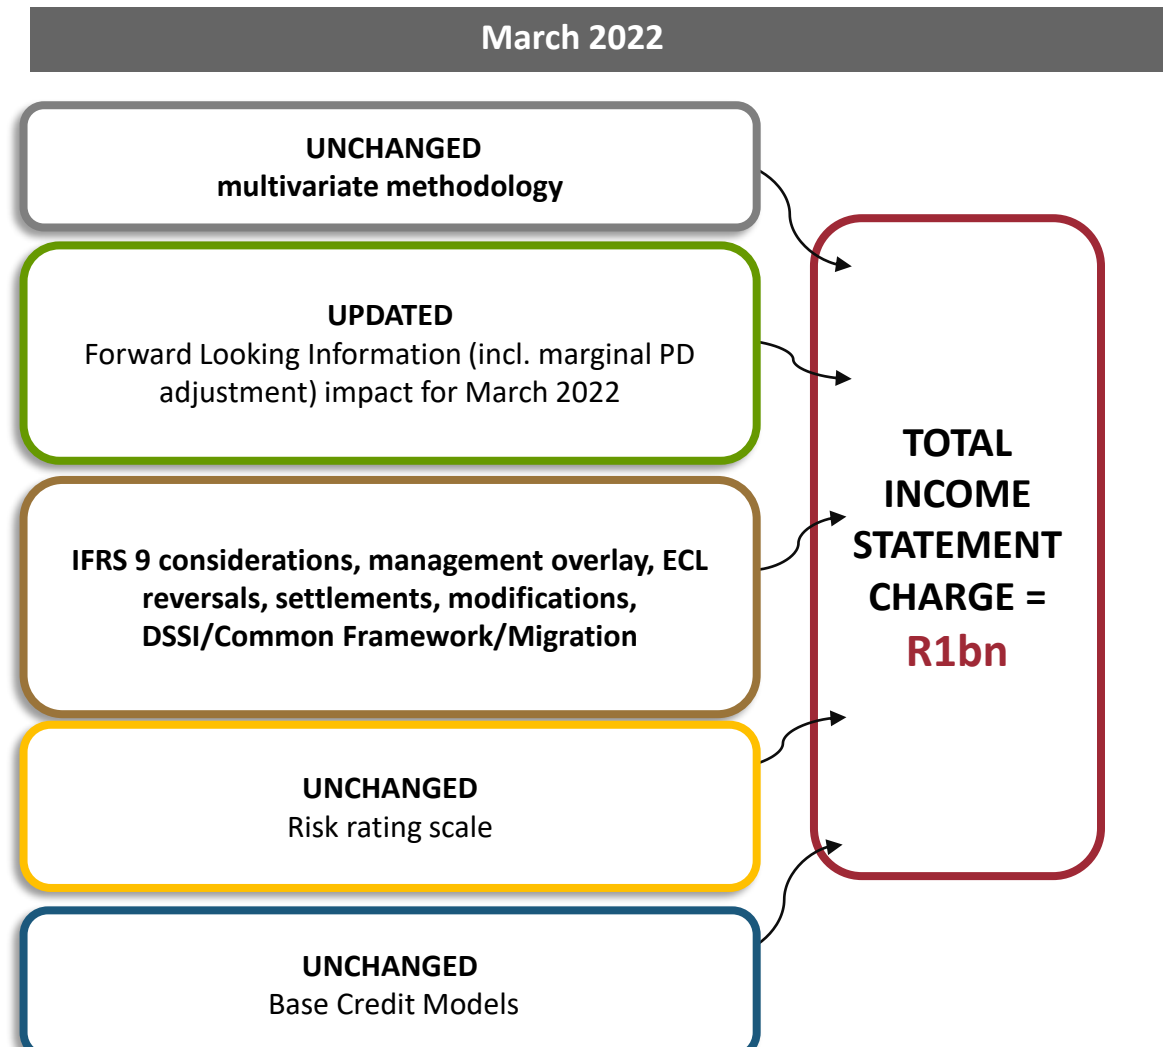 March 2022
UNCHANGED
multivariate methodology
UPDATED
Forward Looking Information (incl. marginal PD
adjustment) impact for March 2022
IFRS 9 considerations, management overlay, ECL
reversals, settlements, modifications,
DSSI/Common Framework/Migration
UNCHANGED
Risk rating scale
UNCHANGED
Base Credit Models
TOTAL
INCOME
STATEMENT
CHARGE =
R1bn